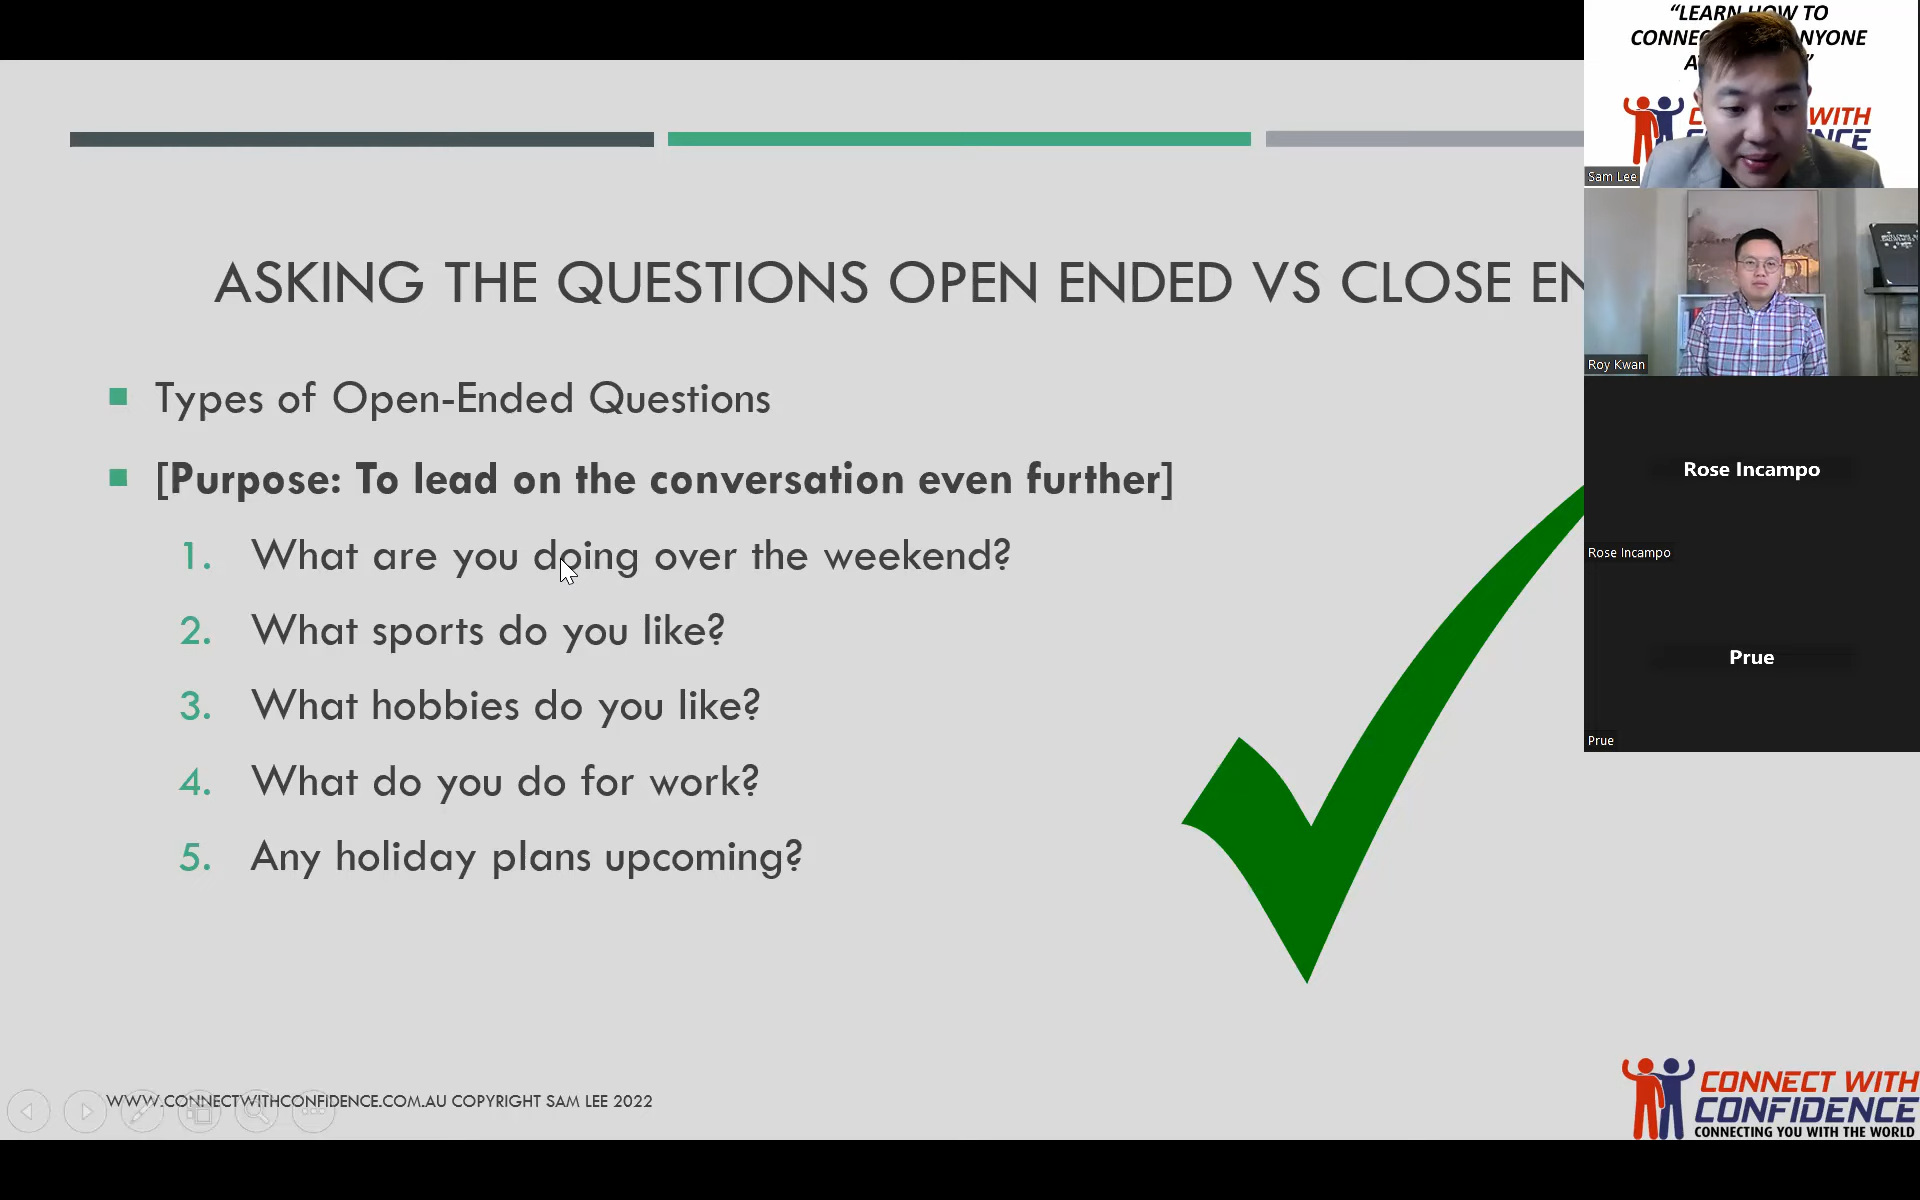 ASKING THE QUESTIONS OPEN ENDED VS CLOSE EN
Types of Open-Ended Questions
[Purpose: To lead on the conversation even further]
1. What are you doing over the weekend?
2. What sports do you like?
3. What hobbies do you like?
4. What do you do for work?
5. Any holiday plans upcoming?
WWW.CONNECTWITHCONFIDENCE.COM.AU COPYRIGHT SAM LEE 2022
CONNECT WITH
CONFIDENCE
CONNECTING YOU WITH THE WORLD
“LEARN HOW TO
CONNEC NYONE
A ”
WITH
ENCE
Sam Lee
Roy Kwan
Rose Incampo
Rose Incampo
Prue
Prue